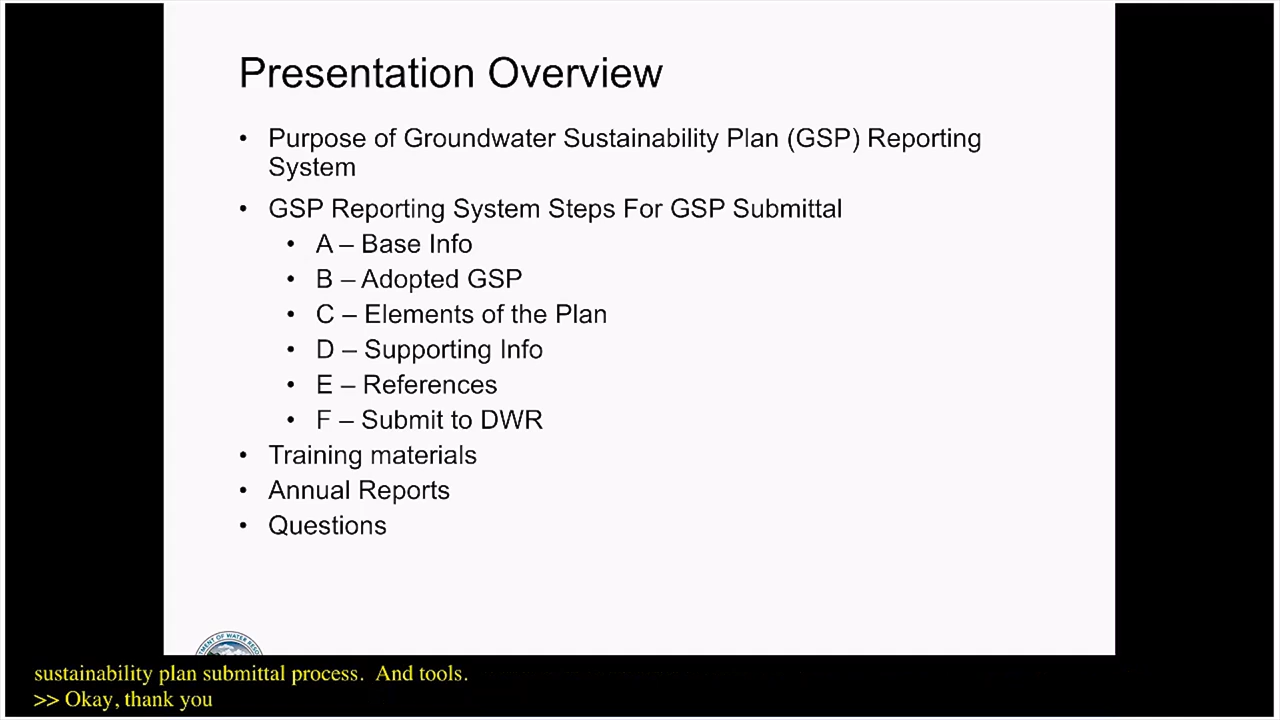 Presentation Overview
• Purpose of Groundwater Sustainability Plan (GSP) Reporting
System
• GSP Reporting System Steps For GSP Submittal
• A – Base Info
• B – Adopted GSP
• C – Elements of the Plan
• D – Supporting Info
• E – References
• F – Submit to DWR
• Training materials
• Annual Reports
• Questions
OF WATER
sustainability plan submittal process.  And tools.
>> Okay, thank you